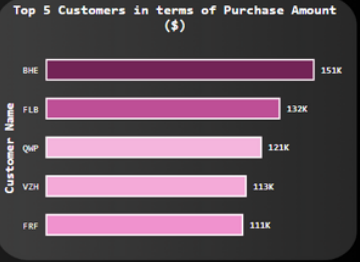 Top 5 Customers in terms of Purchase Amount
($)
Customer Name
BHE 151K
FLB 132K
QWP 121K
VZH 113K
FRF 111K